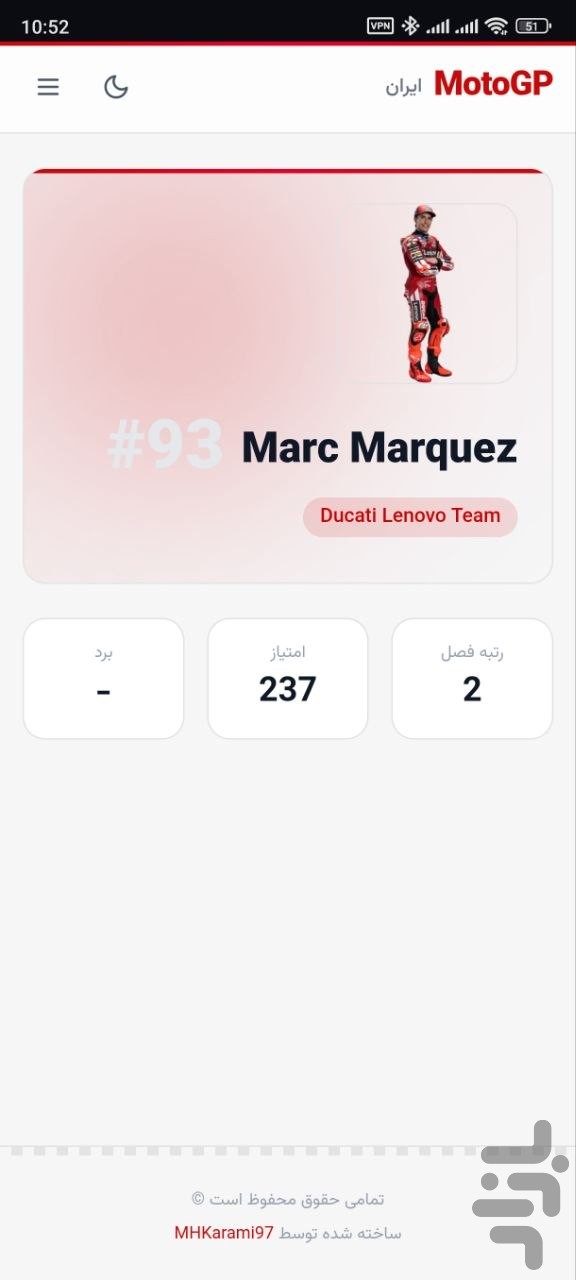 10:52 VPN 51
MotoGP ایران
#93 Marc Marquez
Ducati Lenovo Team
رتبه فصل
2
امتیاز
237
برد
-
تمامی حقوق محفوظ است ©
ساخته شده توسط MHKarami97